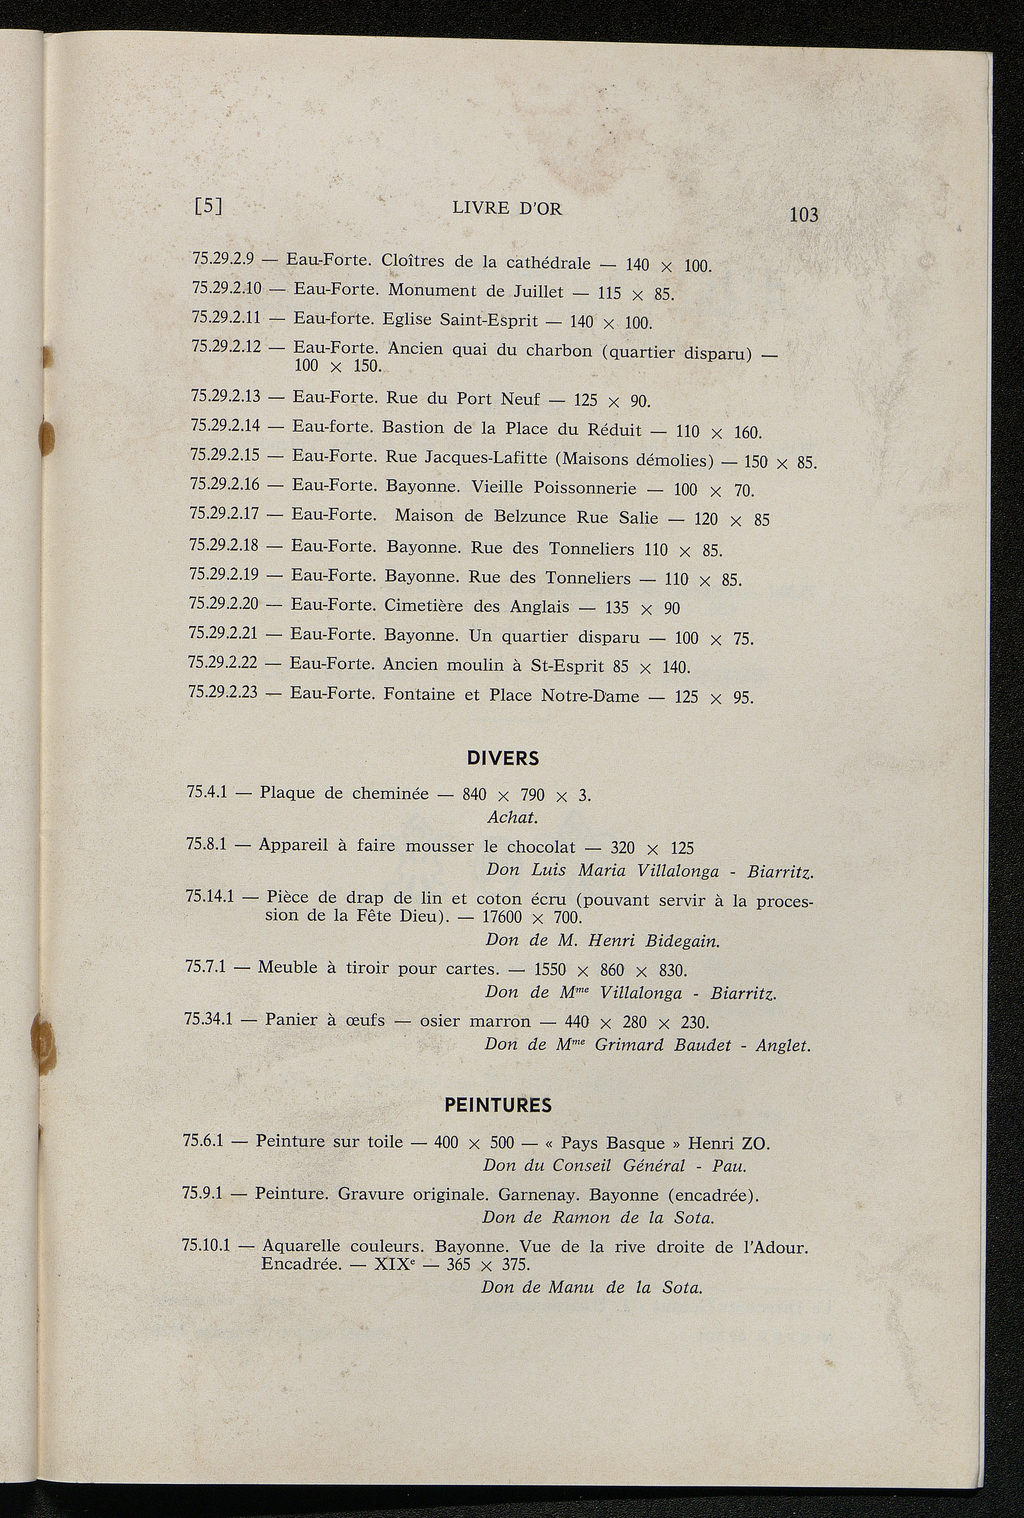 [5] LIVRE D'OR 103
75.29.2.9 — Eau-Forte. Cloîtres de la cathédrale — 140 × 100.
75.29.2.10 — Eau-Forte. Monument de Juillet — 115 × 85.
75.29.2.11 — Eau-forte. Eglise Saint-Esprit — 140 × 100.
75.29.2.12 — Eau-Forte. Ancien quai du charbon (quartier disparu) —
100 × 150.
75.29.2.13 — Eau-Forte. Rue du Port Neuf — 125 × 90.
75.29.2.14 — Eau-forte. Bastion de la Place du Réduit — 110 × 160.
75.29.2.15 — Eau-Forte. Rue Jacques-Lafitte (Maisons démolies) — 150 × 85.
75.29.2.16 — Eau-Forte. Bayonne. Vieille Poissonnerie — 100 × 70.
75.29.2.17 — Eau-Forte. Maison de Belzunce Rue Salie — 120 × 85
75.29.2.18 — Eau-Forte. Bayonne. Rue des Tonneliers 110 × 85.
75.29.2.19 — Eau-Forte. Bayonne. Rue des Tonneliers — 110 × 85.
75.29.2.20 — Eau-Forte. Cimetière des Anglais — 135 × 90
75.29.2.21 — Eau-Forte. Bayonne. Un quartier disparu — 100 × 75.
75.29.2.22 — Eau-Forte. Ancien moulin à St-Esprit 85 × 140.
75.29.2.23 — Eau-Forte. Fontaine et Place Notre-Dame — 125 × 95.
DIVERS
75.4.1 — Plaque de cheminée — 840 × 790 × 3.
Achat.
75.8.1 — Appareil à faire mousser le chocolat — 320 × 125
Don Luis Maria Villalonga - Biarritz.
75.14.1 — Pièce de drap de lin et coton écru (pouvant servir à la proces-
sion de la Fête Dieu). — 17600 × 700.
Don de M. Henri Bidegain.
75.7.1 — Meuble à tiroir pour cartes. — 1550 × 860 × 830.
Don de Mme Villalonga - Biarritz.
75.34.1 — Panier à œufs — osier marron — 440 × 280 × 230.
Don de Mme Grimard Baudet - Anglet.
PEINTURES
75.6.1 — Peinture sur toile — 400 × 500 — « Pays Basque » Henri ZO.
Don du Conseil Général - Pau.
75.9.1 — Peinture. Gravure originale. Garnenay. Bayonne (encadrée).
Don de Ramon de la Sota.
75.10.1 — Aquarelle couleurs. Bayonne. Vue de la rive droite de l'Adour.
Encadrée. — XIXe — 365 × 375.
Don de Manu de la Sota.